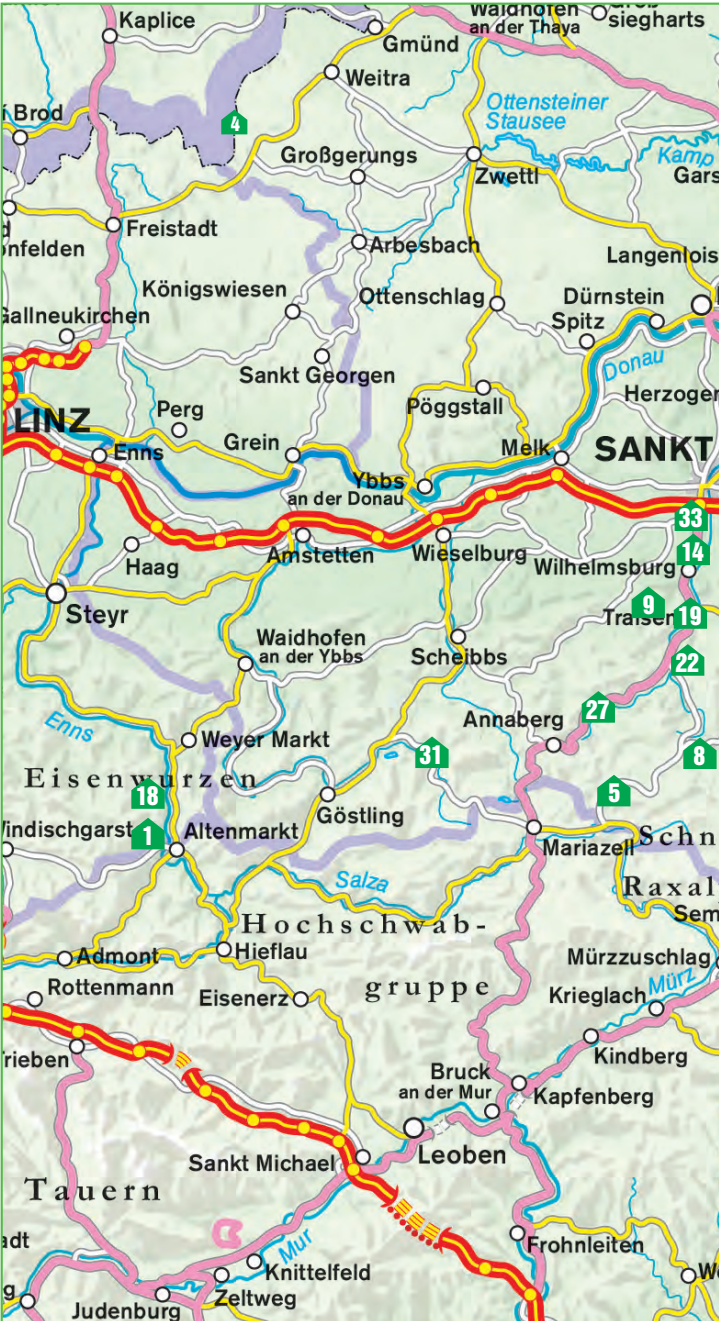 Kaplice
Waidhofen
an der Thaya
siegharts
Gmünd
Weitra
í Brod
Ottensteiner
Stausee
4
Großgerungs
Zwettl
Kamp
Gars
Freistadt
Arbesbach
nfelden
Langenlois
Königswiesen
Ottenschlag
Dürnstein
Spitz
Gallneukirchen
Sankt Georgen
Donau
Herzoger
Pöggstall
LINZ
Perg
Enns
Grein
Melk
SANKT
Ybbs
an der Donau
33
Amstetten
Wieselburg
Wilhelmsburg
14
Haag
9
Traisen
19
Steyr
Waidhofen
an der Ybbs
Scheibbs
22
Enns
27
Annaberg
Weyer Markt
31
8
Eisenwurzen
18
Göstling
5
Windischgarst
1
Altenmarkt
Mariazell
Schn
Salza
Raxal
Sem
Hochschwab-
Admont
Hieflau
Mürzzuschlag
Rottenmann
Eisenerz
gruppe
Krieglach
Mürz
Trieben
Kindberg
Bruck
an der Mur
Kapfenberg
Leoben
Sankt Michael
Tauern
adt
Mur
Frohnleiten
Knittelfeld
g
Zeltweg
We
Judenburg